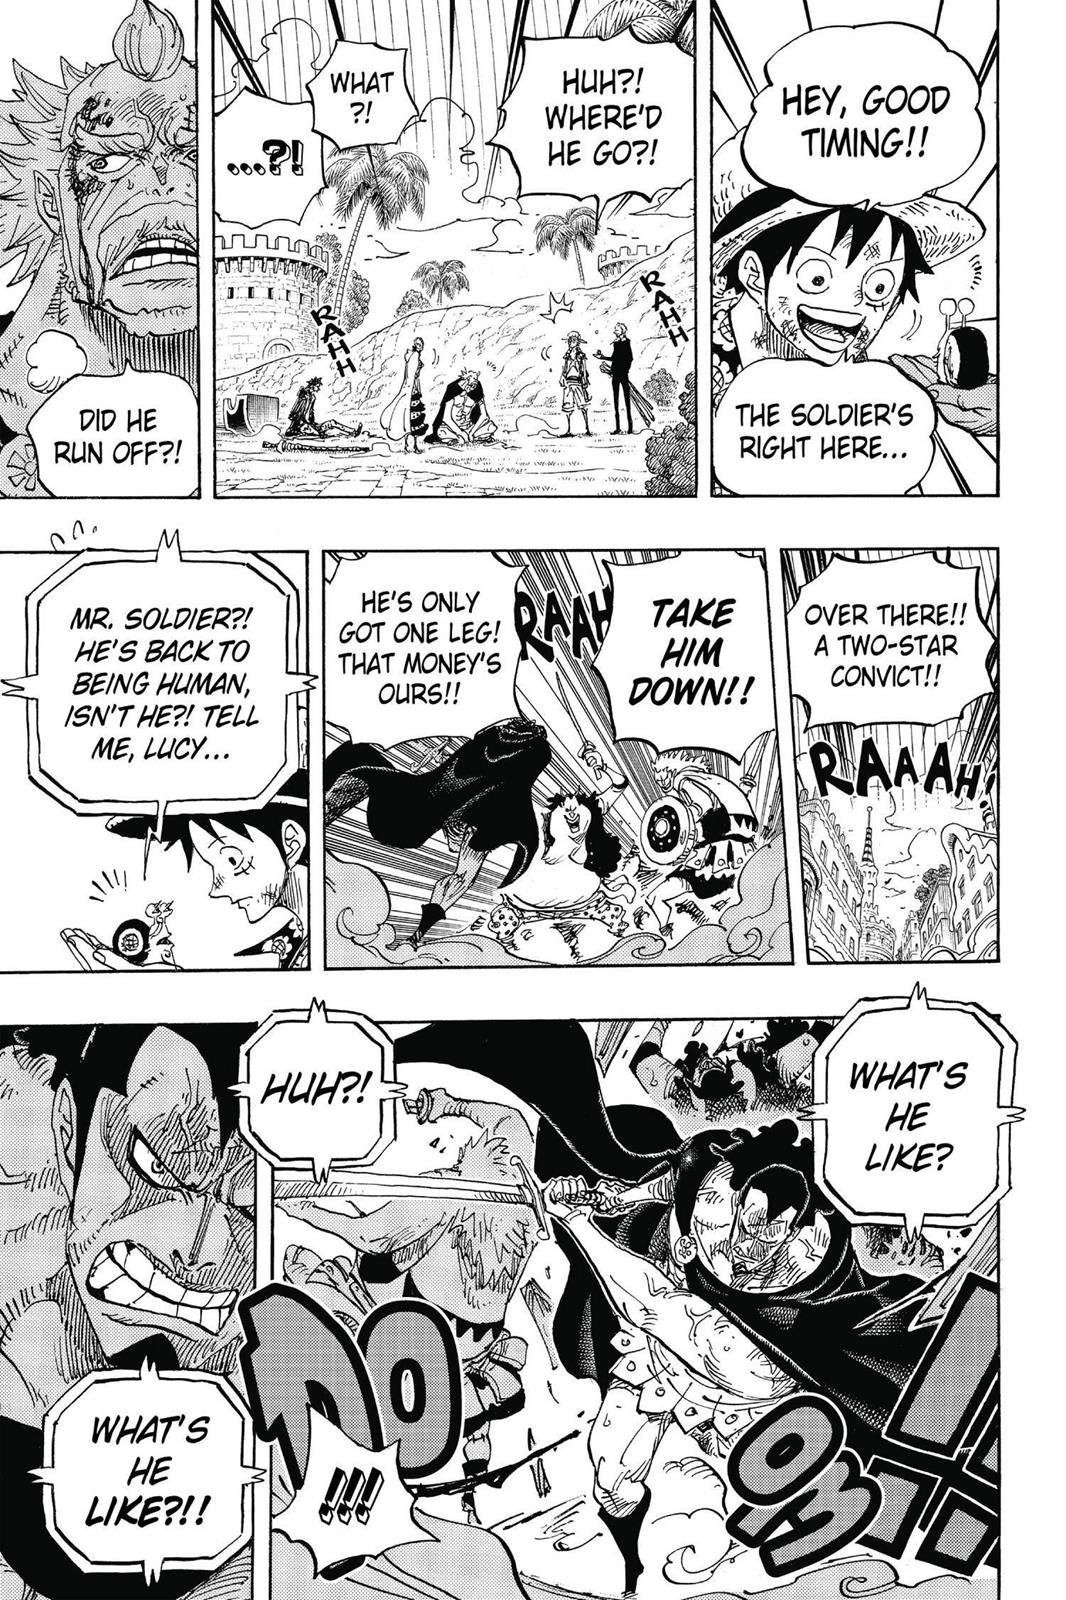 HEY, GOOD
TIMING!!
THE SOLDIER'S
RIGHT HERE...
HUH?!
WHERE'D
HE GO?!
WHAT
?!
...?!
RAHH
RAHH
DID HE
RUN OFF?!
OVER THERE!!
A TWO-STAR
CONVICT!!
RAAAH!
TAKE
HIM
DOWN!!
RAAH
HE'S ONLY
GOT ONE LEG!
THAT MONEY'S
OURS!!
MR. SOLDIER?!
HE'S BACK TO
BEING HUMAN,
ISN'T HE?! TELL
ME, LUCY...
WHAT'S
HE
LIKE?
HUH?!
!!!
WHAT'S
HE
LIKE?!!